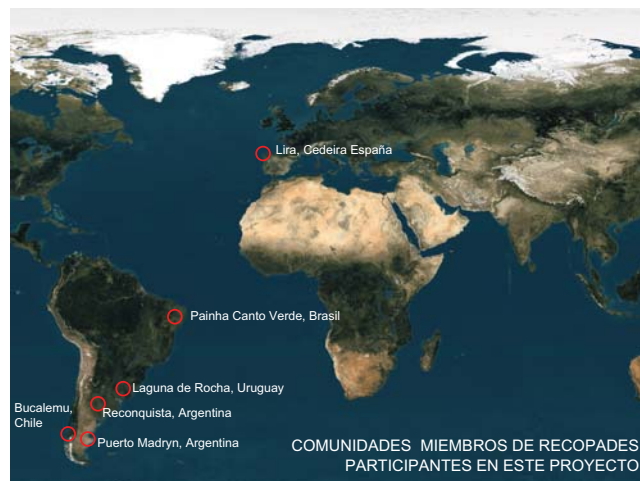 Lira, Cedeira España
Painha Canto Verde, Brasil
Laguna de Rocha, Uruguay
Reconquista, Argentina
Bucalemu,
Chile
Puerto Madryn, Argentina
COMUNIDADES MIEMBROS DE RECOPADES
PARTICIPANTES EN ESTE PROYECTO